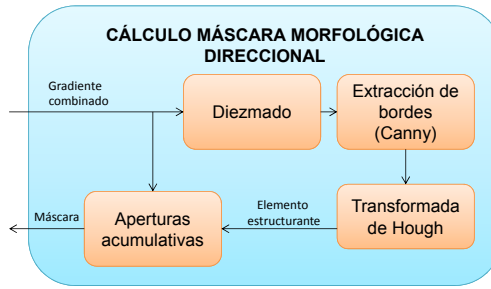 CÁLCULO MÁSCARA MORFOLÓGICA
DIRECCIONAL
Gradiente
combinado
Diezmado
Extracción de
bordes
(Canny)
Máscara
Aperturas
acumulativas
Elemento
estructurante
Transformada
de Hough